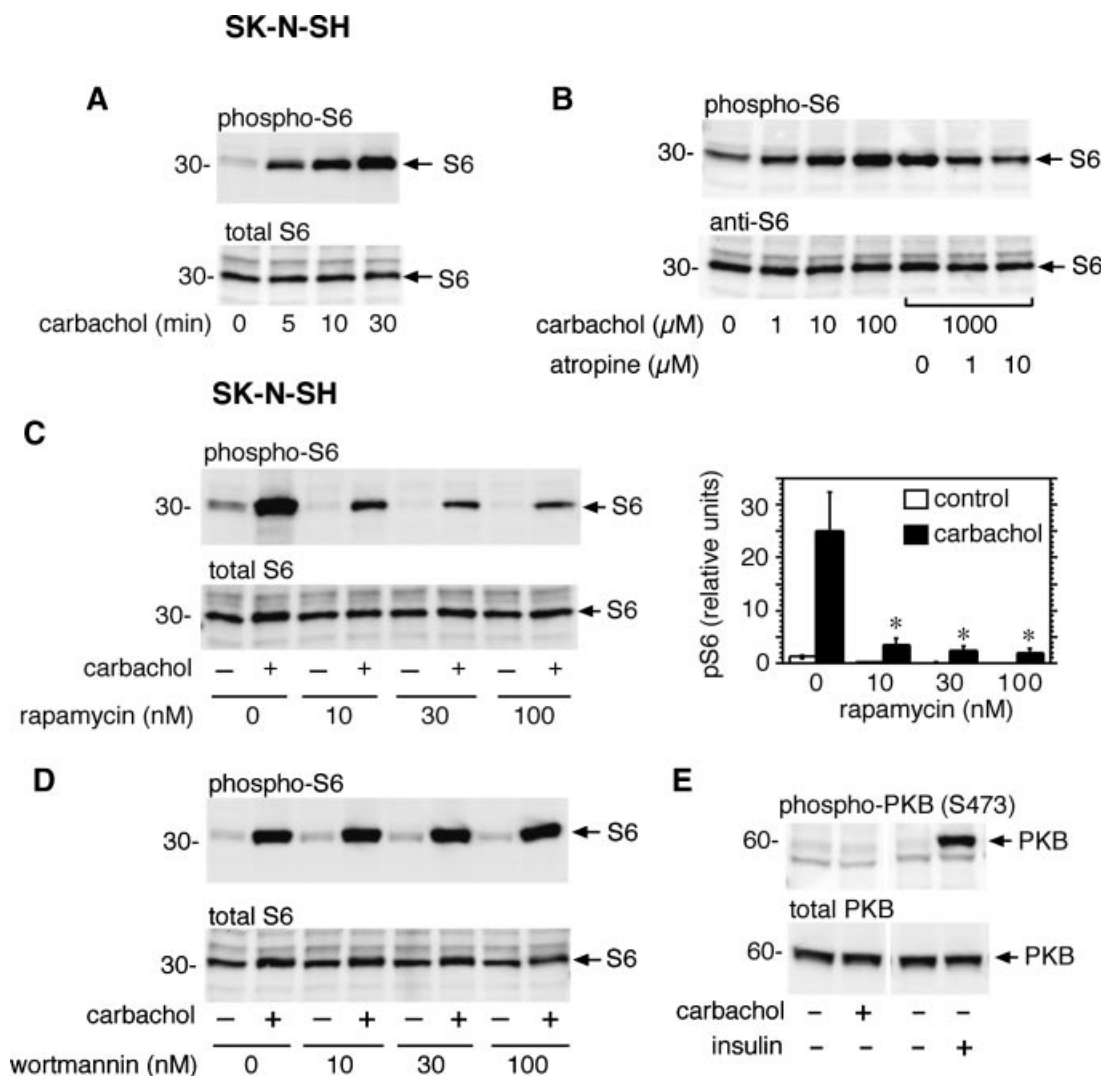 SK-N-SH
A
phospho-S6
30-
S6
total S6
30-
S6
carbachol (min) 0 5 10 30
B
phospho-S6
30-
S6
anti-S6
30-
S6
carbachol (µM) 0 1 10 100 1000
atropine (µM) 0 1 10
SK-N-SH
C
phospho-S6
30-
S6
total S6
30-
S6
carbachol – + – + – + – +
rapamycin (nM) 0 10 30 100
pS6 (relative units)
30
20
10
0
control
carbachol
* * *
0 10 30 100
rapamycin (nM)
D
phospho-S6
30-
S6
total S6
30-
S6
carbachol – + – + – + – +
wortmannin (nM) 0 10 30 100
E
phospho-PKB (S473)
60-
PKB
total PKB
60-
PKB
carbachol – + – –
insulin – – – +